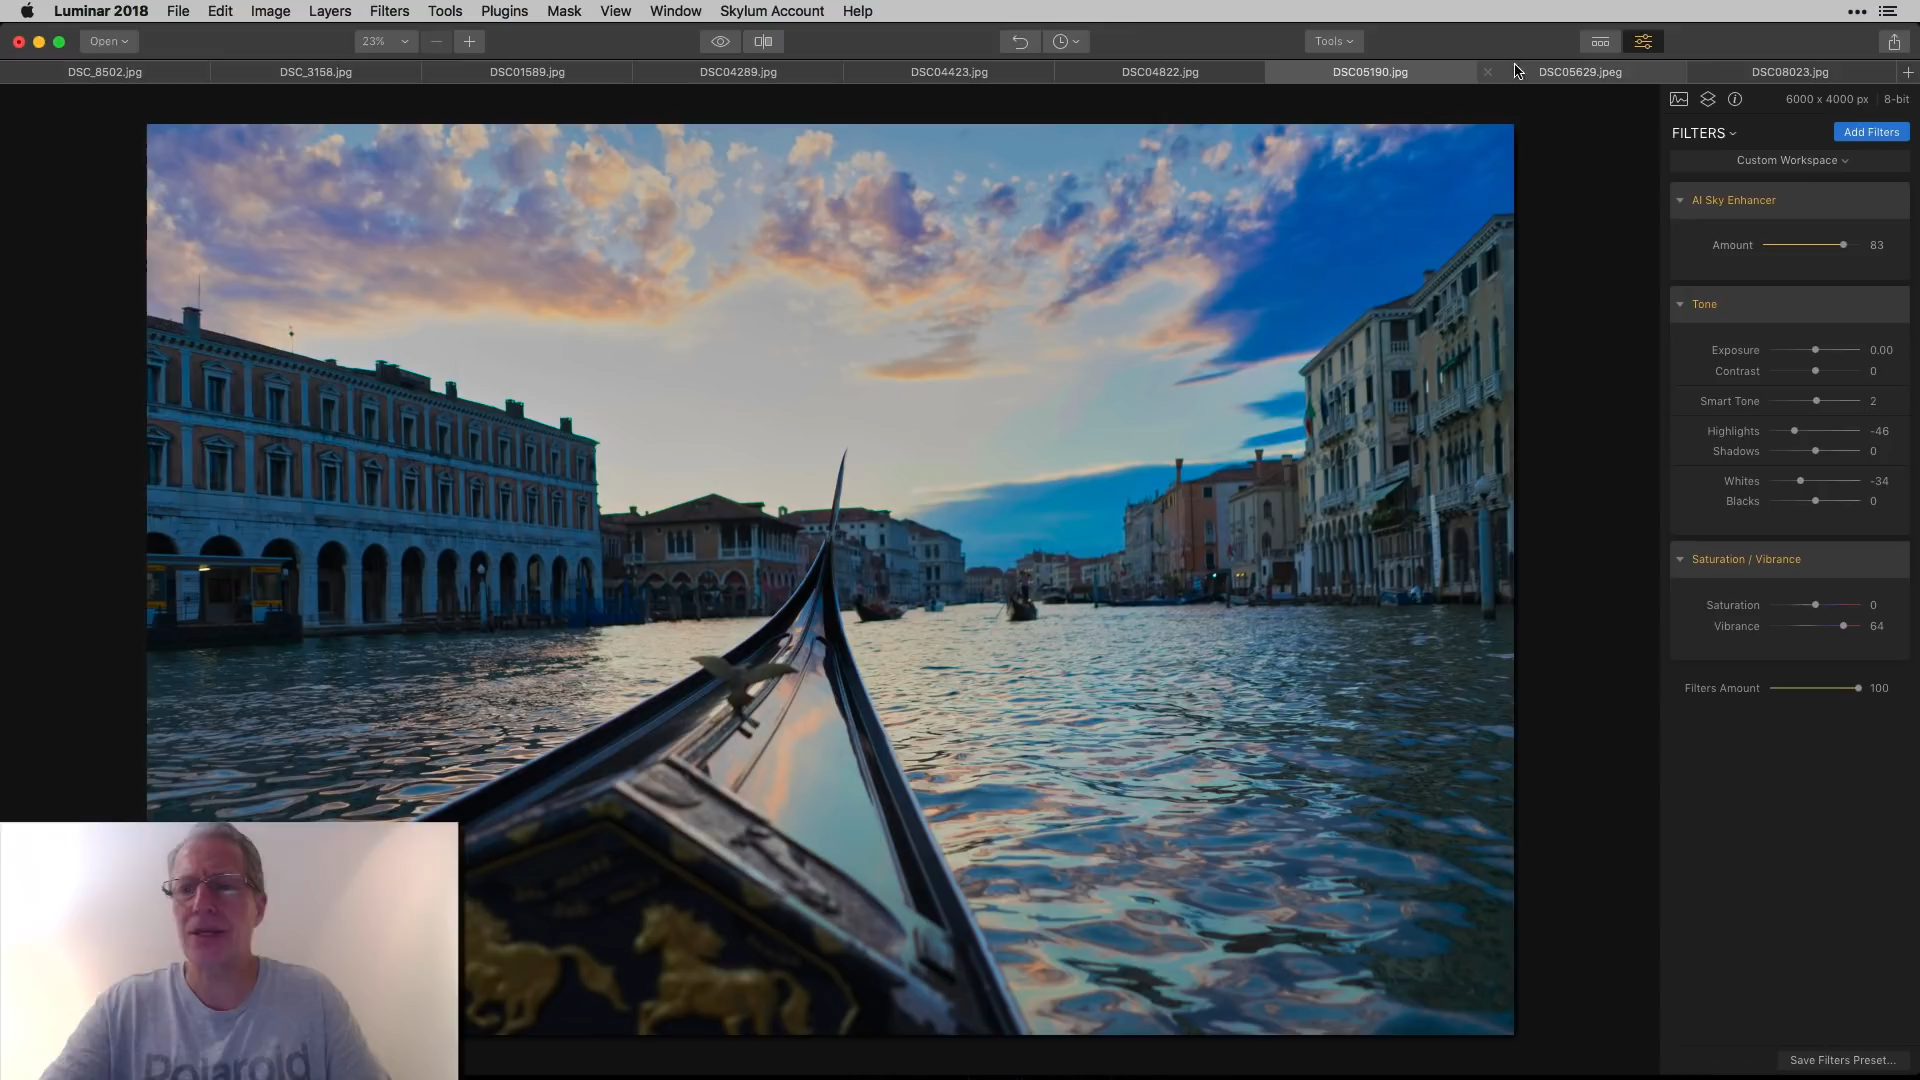 Luminar 2018 File Edit Image Layers Filters Tools Plugins Mask View Window Skylum Account Help
Open 23% Tools
DSC_8502.jpg DSC_3158.jpg DSC01589.jpg DSC04289.jpg DSC04423.jpg DSC04822.jpg DSC05190.jpg DSC05629.jpeg DSC08023.jpg
6000 x 4000 px 8-bit
FILTERS Add Filters
Custom Workspace
AI Sky Enhancer
Amount 83
Tone
Exposure 0.00
Contrast 0
Smart Tone 2
Highlights -46
Shadows 0
Whites -34
Blacks 0
Saturation / Vibrance
Saturation 0
Vibrance 64
Filters Amount 100
Polaroid
Save Filters Preset...